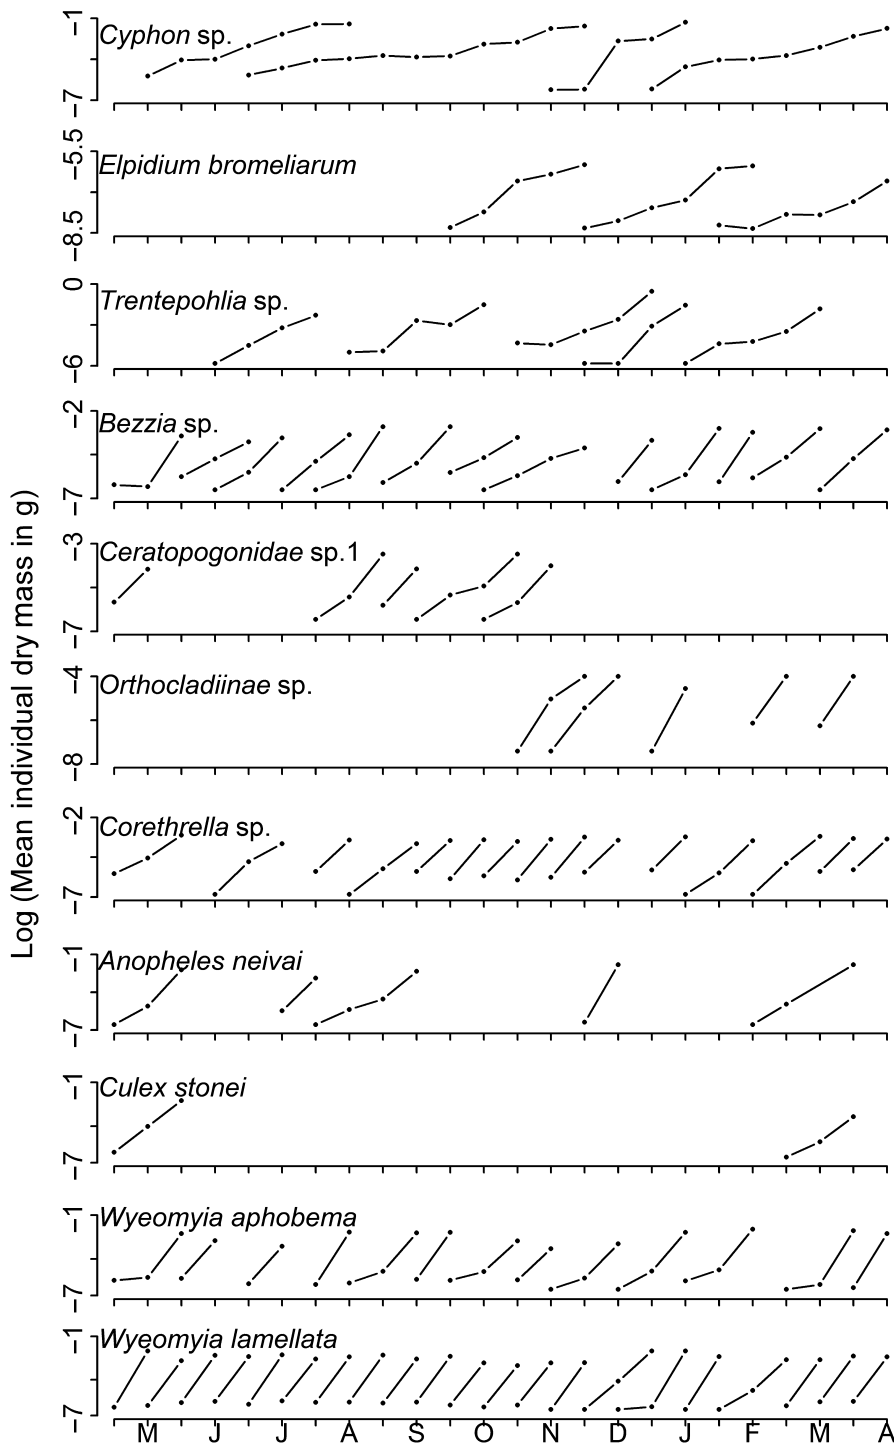 −1
Cyphon sp.
−7
−5.5
Elpidium bromeliarum
−8.5
0
Trentepohlia sp.
−6
−2
Bezzia sp.
−7
Log (Mean individual dry mass in g)
−3
Ceratopogonidae sp.1
−7
−4
Orthocladiinae sp.
−8
−2
Corethrella sp.
−7
−1
Anopheles neivai
−7
−1
Culex stonei
−7
−1
Wyeomyia aphobema
−7
−1
Wyeomyia lamellata
−7
M J J A S O N D J F M A